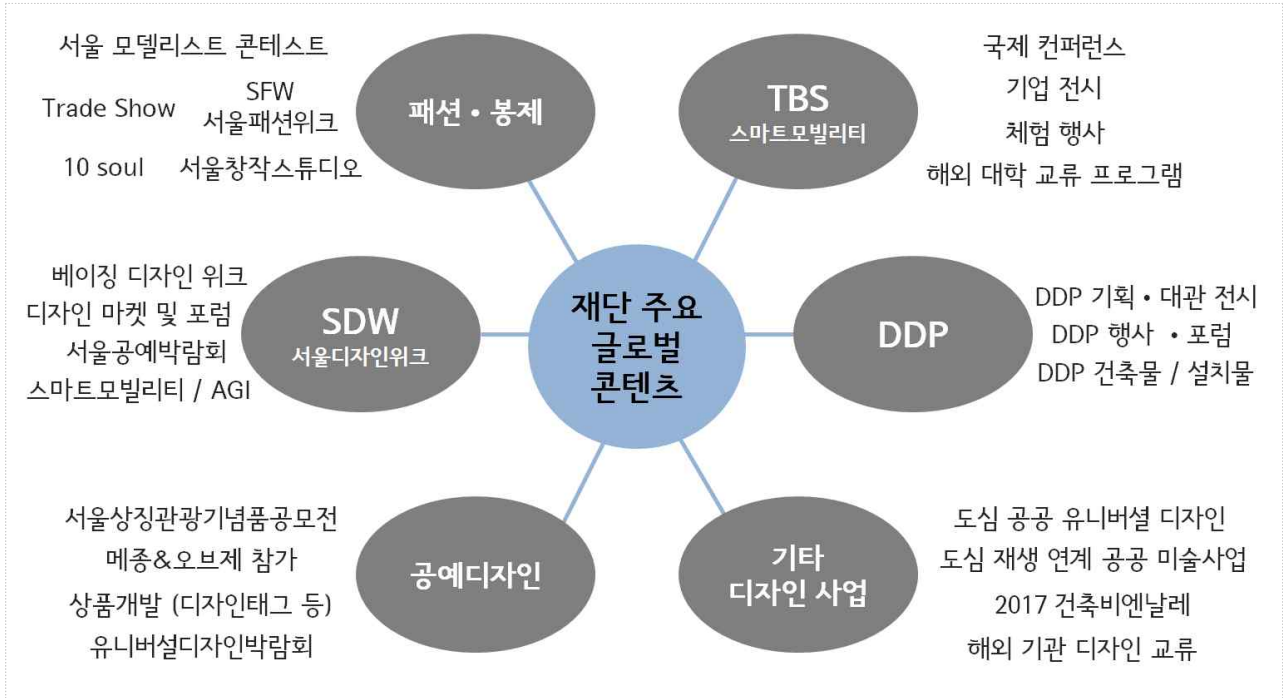 서울 모델리스트 콘테스트
Trade Show
SFW
서울패션위크
10 soul
서울창작스튜디오
패션 • 봉제
TBS
스마트모빌리티
국제 컨퍼런스
기업 전시
체험 행사
해외 대학 교류 프로그램
베이징 디자인 위크
디자인 마켓 및 포럼
서울공예박람회
스마트모빌리티 / AGI
SDW
서울디자인위크
재단 주요
글로벌
콘텐츠
DDP
DDP 기획 • 대관 전시
DDP 행사 • 포럼
DDP 건축물 / 설치물
서울상징관광기념품공모전
메종&오브제 참가
상품개발 (디자인태그 등)
유니버설디자인박람회
공예디자인
기타
디자인 사업
도심 공공 유니버셜 디자인
도심 재생 연계 공공 미술사업
2017 건축비엔날레
해외 기관 디자인 교류